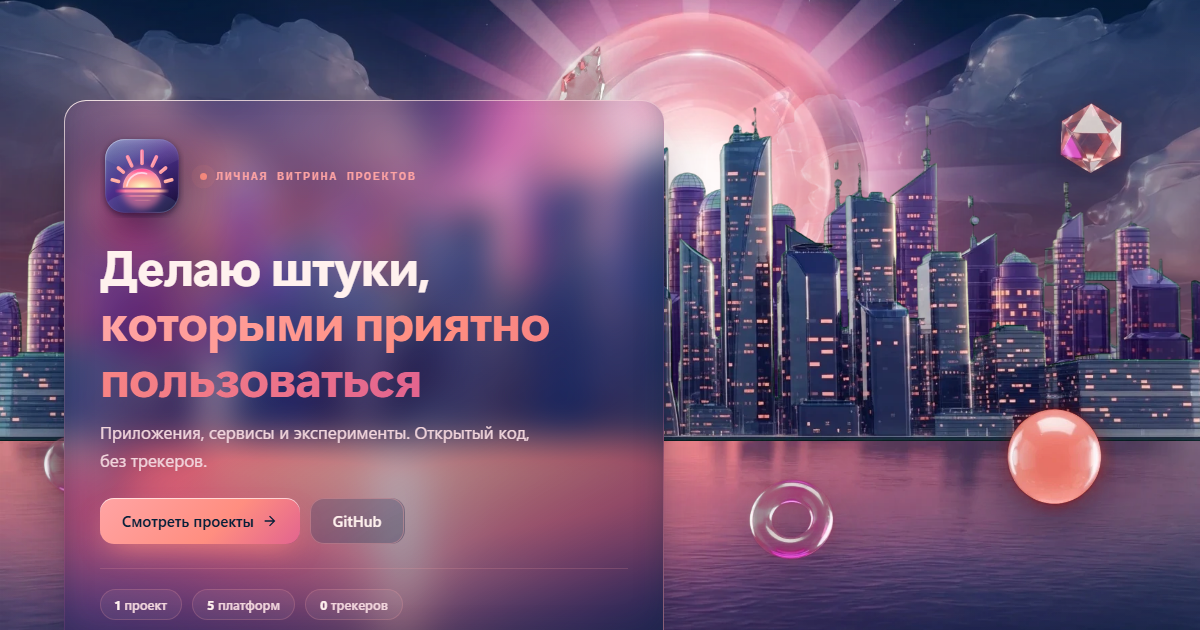 ЛИЧНАЯ ВИТРИНА ПРОЕКТОВ
Делаю штуки,
которыми приятно
пользоваться
Приложения, сервисы и эксперименты. Открытый код,
без трекеров.
Смотреть проекты →
GitHub
1 проект
5 платформ
0 трекеров